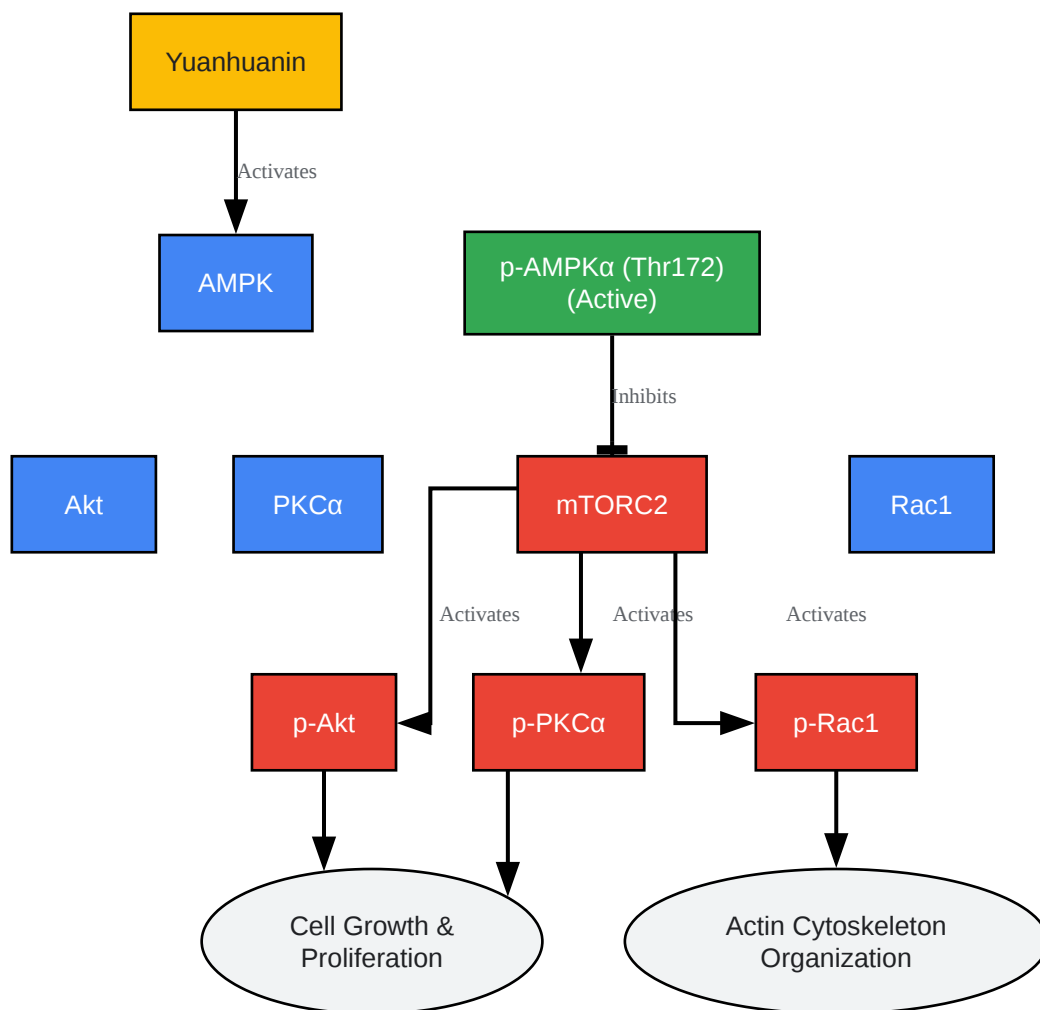 Yuanhuanin
Activates
AMPK
p-AMPKα (Thr172)
(Active)
Inhibits
Akt
PKCα
mTORC2
Rac1
Activates
Activates
Activates
p-Akt
p-PKCα
p-Rac1
Cell Growth &
Proliferation
Actin Cytoskeleton
Organization